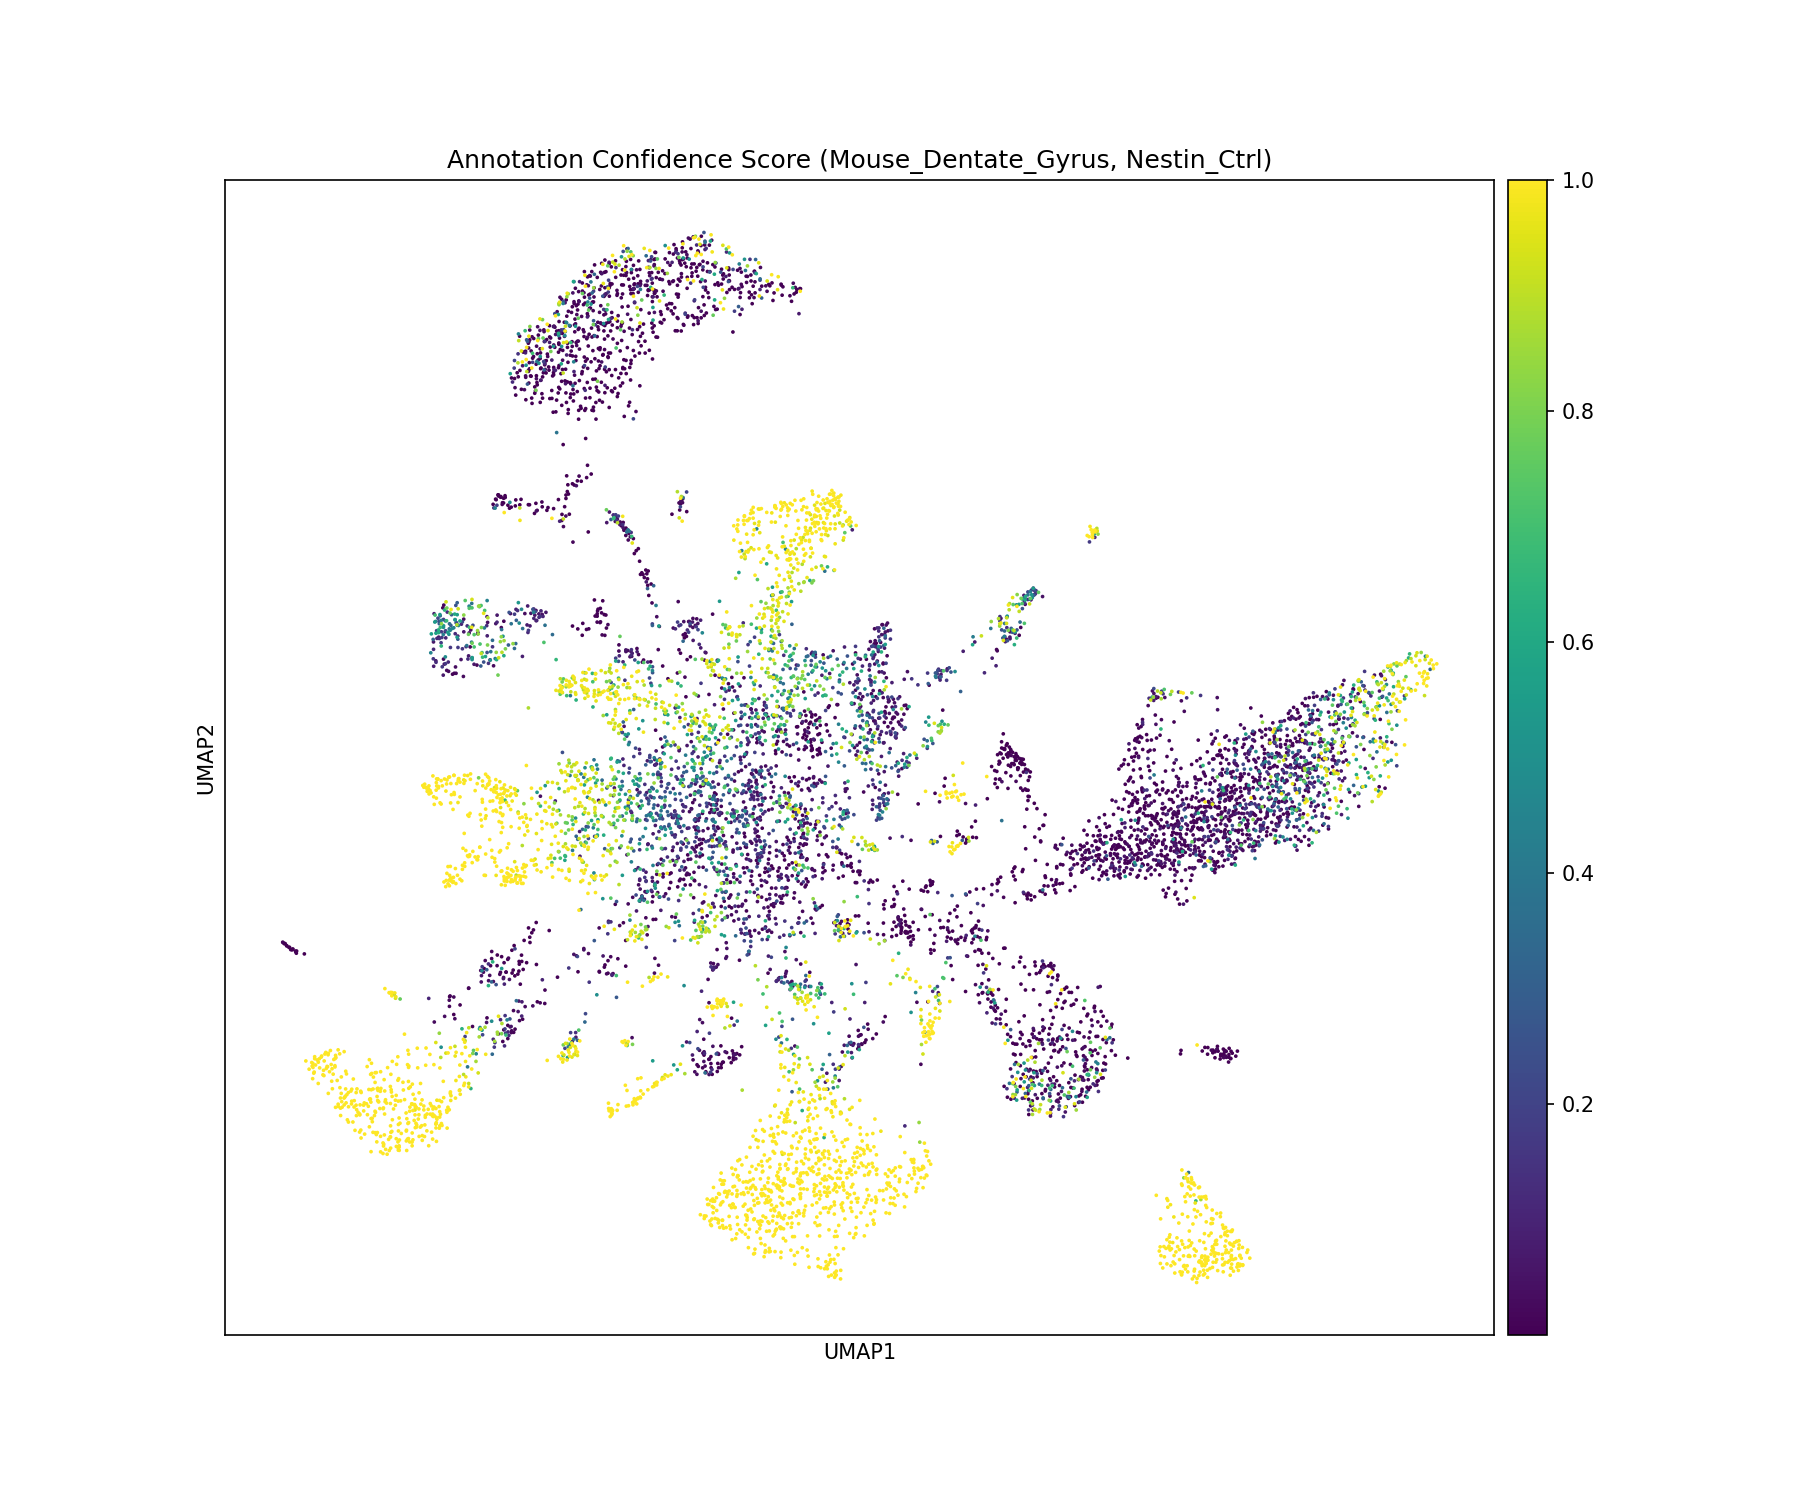 Annotation Confidence Score (Mouse_Dentate_Gyrus, Nestin_Ctrl)
1.0
0.8
0.6
0.4
0.2
UMAP2
UMAP1